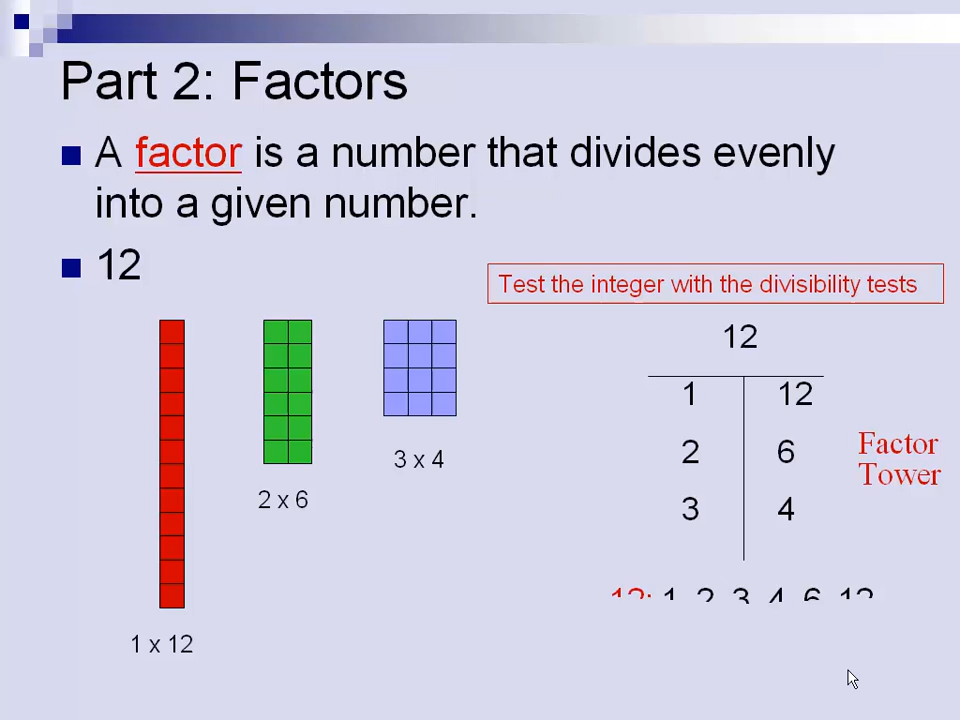 Part 2: Factors
A factor is a number that divides evenly
into a given number.
12
Test the integer with the divisibility tests
12
1 12
2 6
3 4
Factor
Tower
3 x 4
2 x 6
12: 1, 2, 3, 4, 6, 12
1 x 12